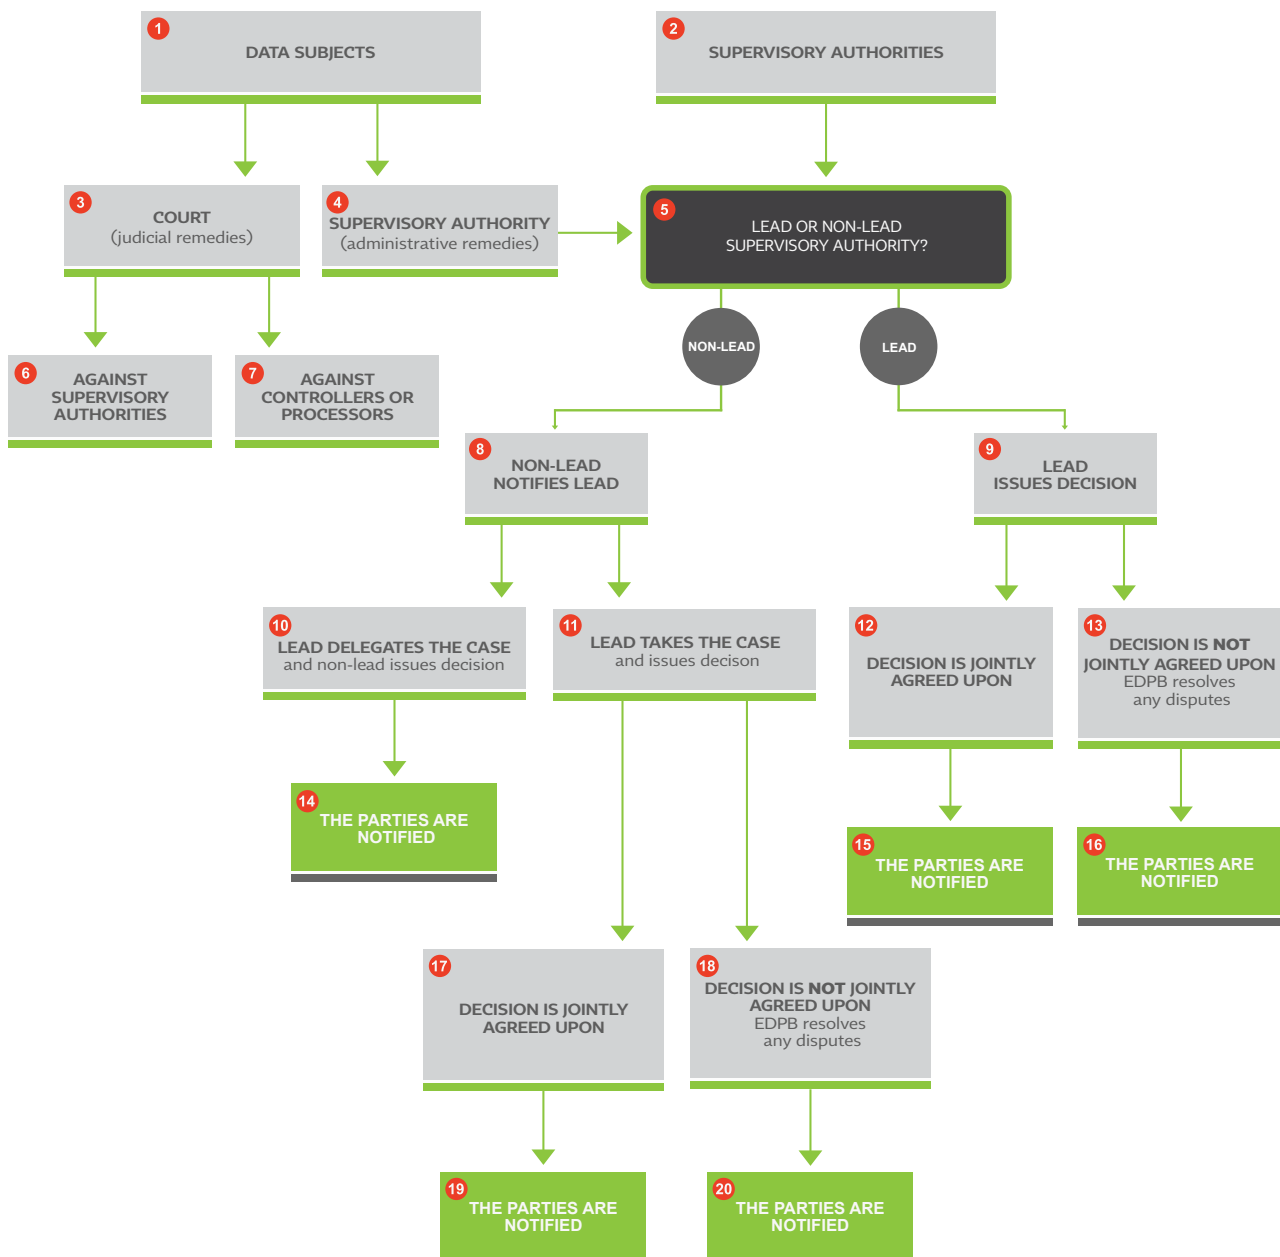 1
DATA SUBJECTS
2
SUPERVISORY AUTHORITIES
3
COURT
(judicial remedies)
4
SUPERVISORY AUTHORITY
(administrative remedies)
5
LEAD OR NON-LEAD
SUPERVISORY AUTHORITY?
NON-LEAD
LEAD
6
AGAINST
SUPERVISORY
AUTHORITIES
7
AGAINST
CONTROLLERS OR
PROCESSORS
8
NON-LEAD
NOTIFIES LEAD
9
LEAD
ISSUES DECISION
10
LEAD DELEGATES THE CASE
and non-lead issues decision
11
LEAD TAKES THE CASE
and issues decison
12
DECISION IS JOINTLY
AGREED UPON
13
DECISION IS NOT
JOINTLY AGREED UPON
EDPB resolves
any disputes
14
THE PARTIES ARE
NOTIFIED
15
THE PARTIES ARE
NOTIFIED
16
THE PARTIES ARE
NOTIFIED
17
DECISION IS JOINTLY
AGREED UPON
18
DECISION IS NOT JOINTLY
AGREED UPON
EDPB resolves
any disputes
19
THE PARTIES ARE
NOTIFIED
20
THE PARTIES ARE
NOTIFIED